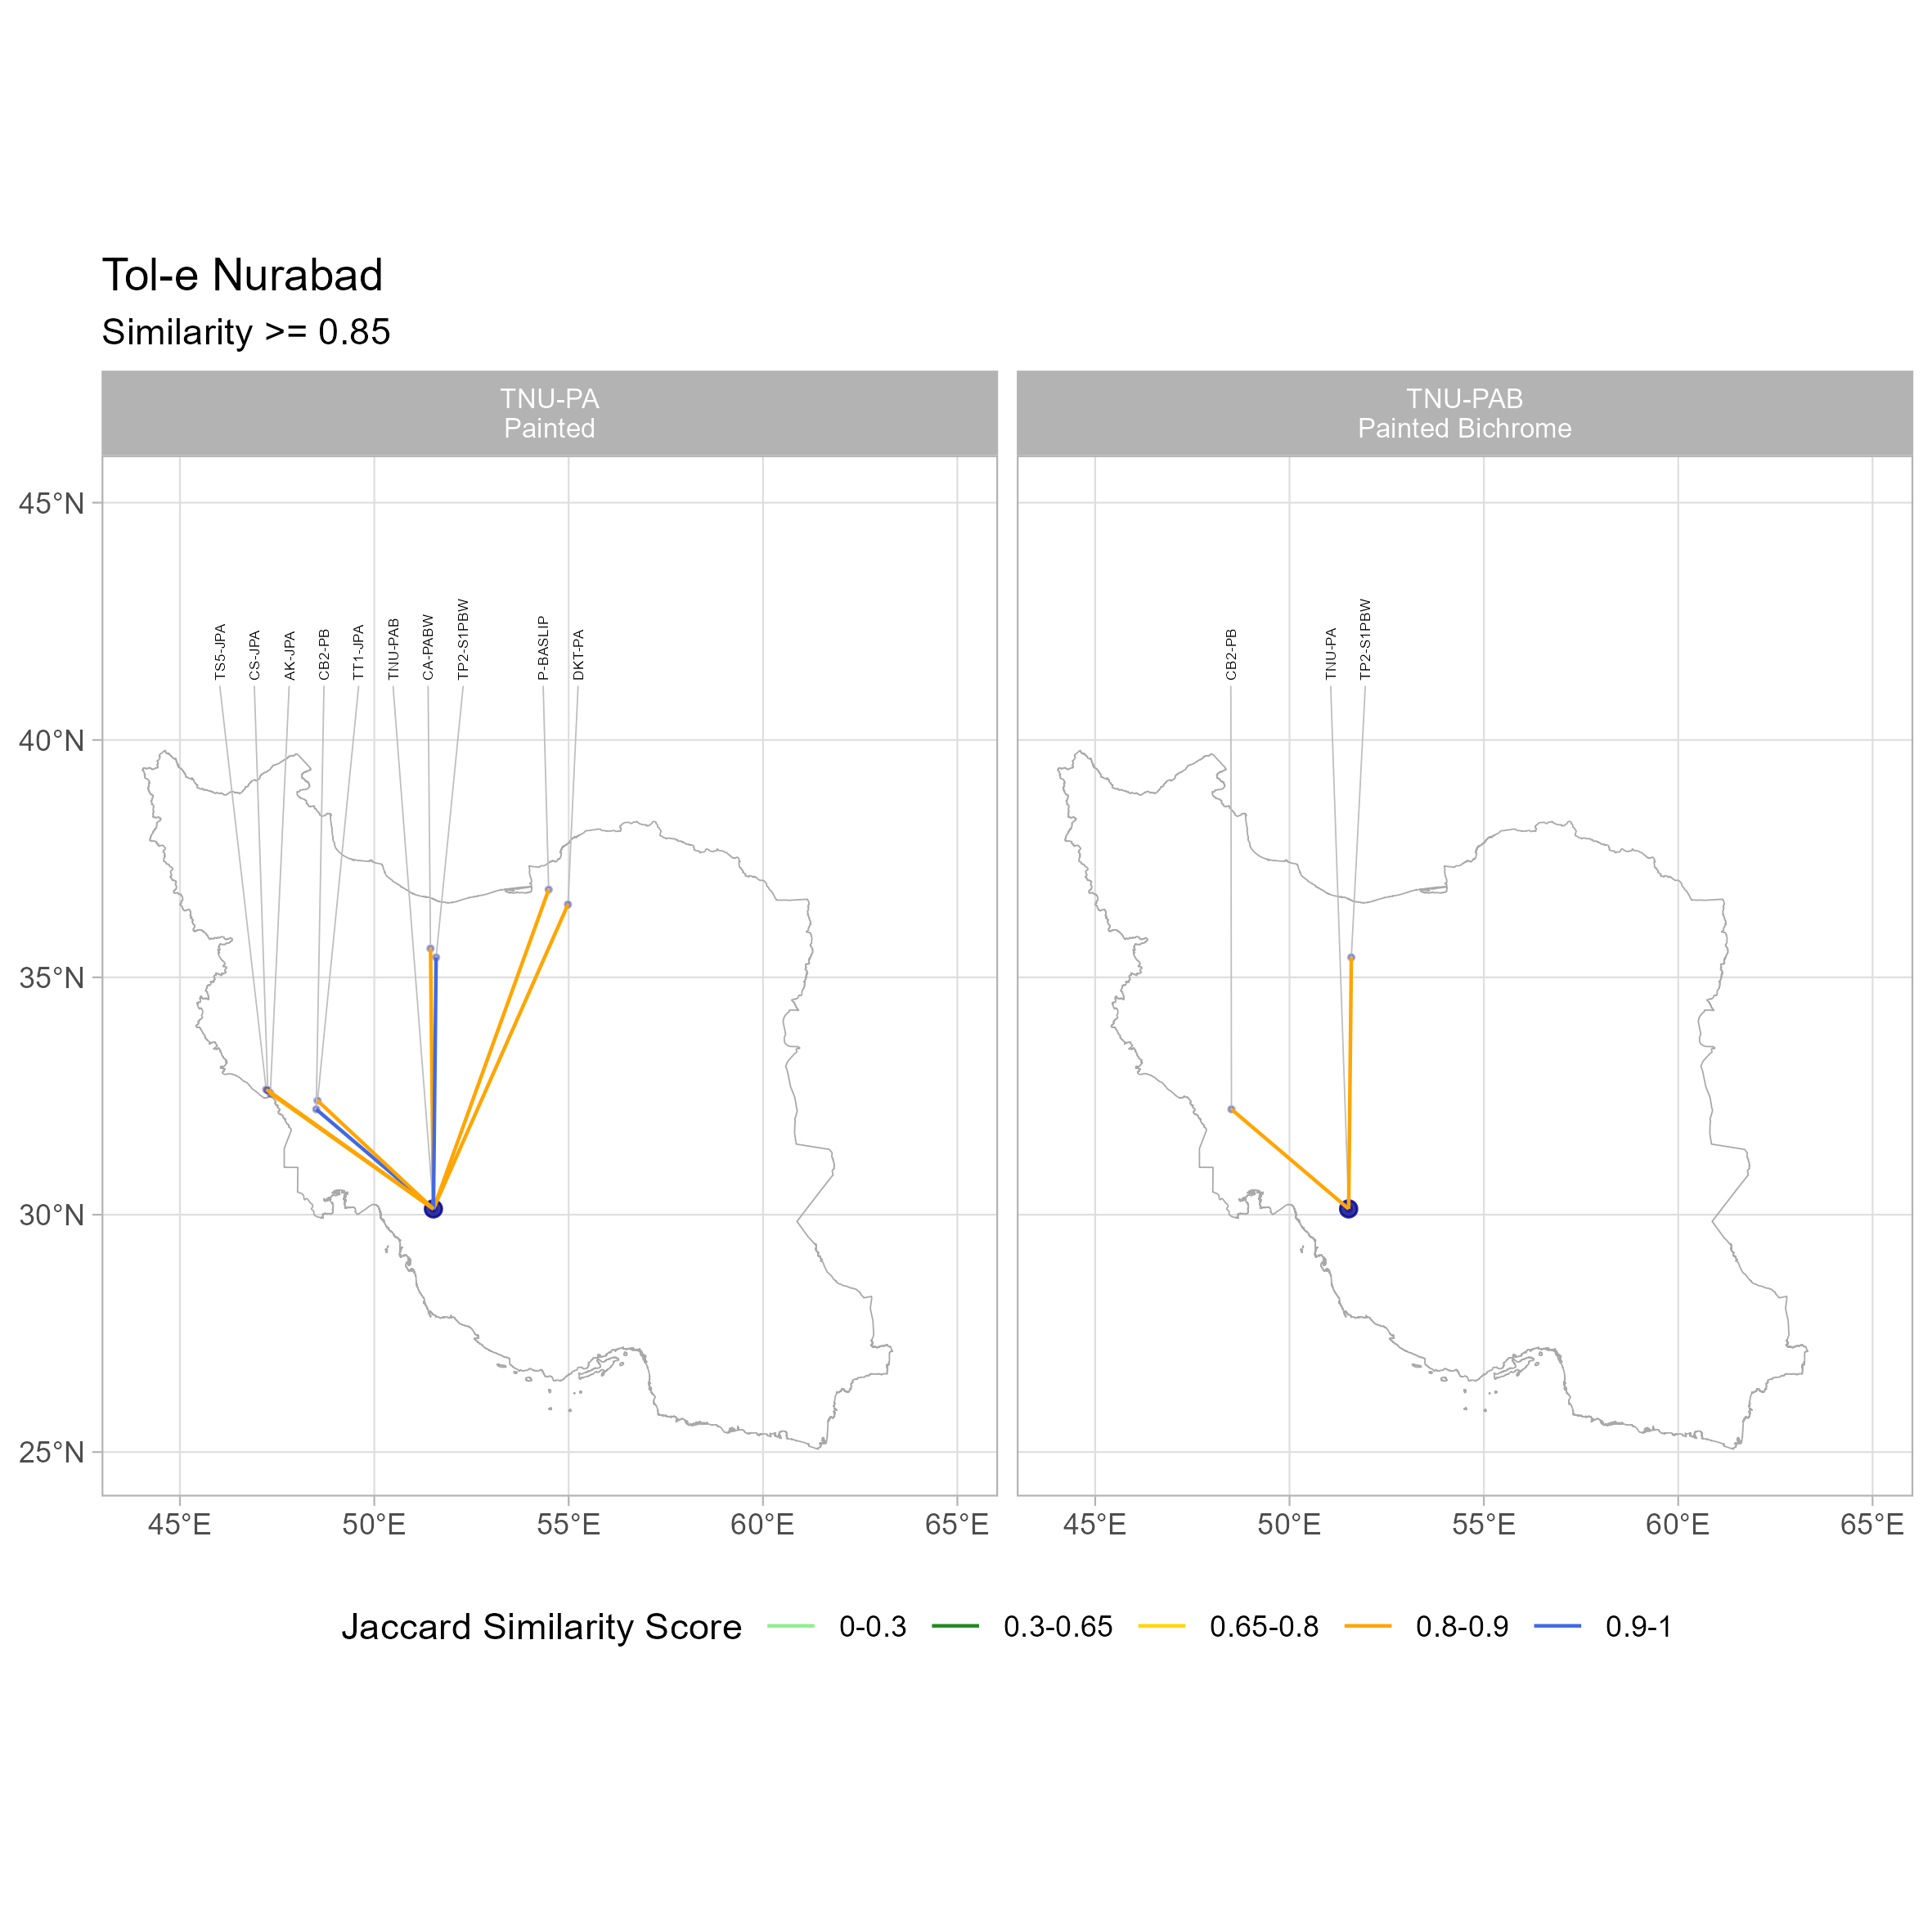 Tol-e Nurabad
Similarity >= 0.85
TNU-PA
Painted
TNU-PAB
Painted Bichrome
45°N
40°N
35°N
30°N
25°N
TS5-JPA
CS-JPA
AK-JPA
CB2-PB
TT1-JPA
TNU-PAB
CA-PABW
TP2-S1PBW
P-BASLIP
DKT-PA
CB2-PB
TNU-PA
TP2-S1PBW
45°E 50°E 55°E 60°E 65°E
45°E 50°E 55°E 60°E 65°E
Jaccard Similarity Score 0-0.3 0.3-0.65 0.65-0.8 0.8-0.9 0.9-1